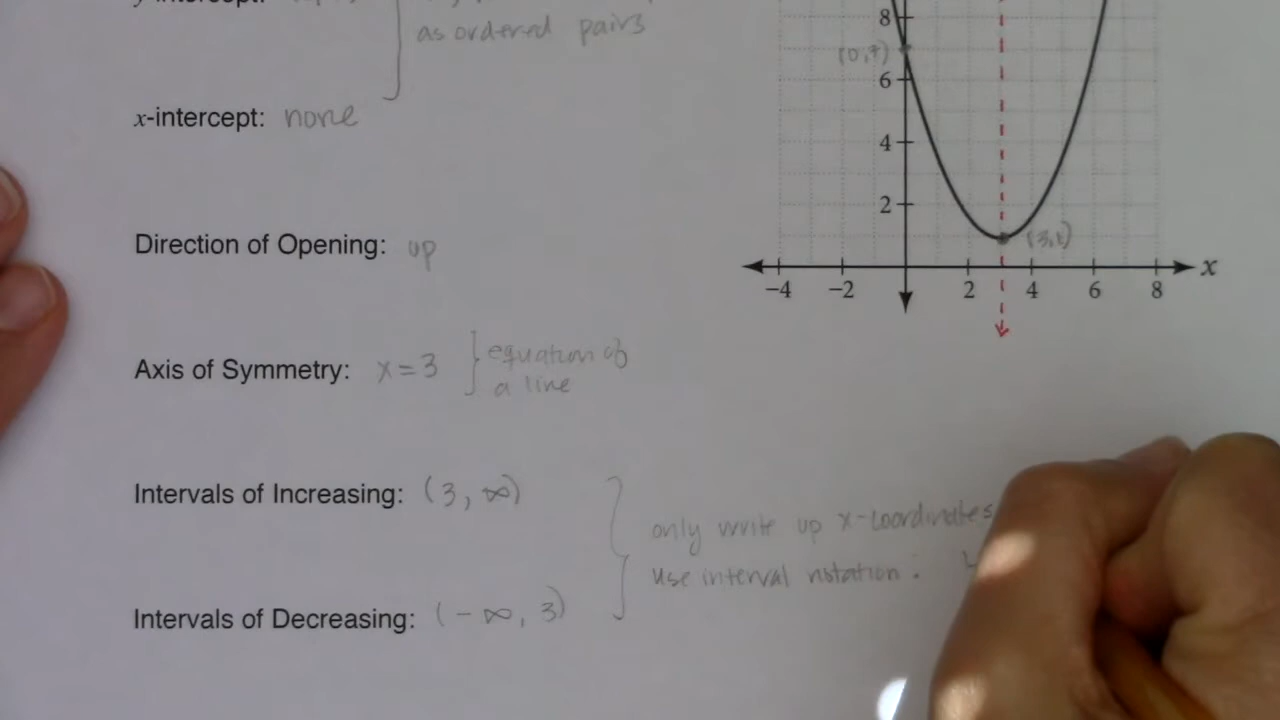 y-intercept:
as ordered pairs
x-intercept: none
Direction of Opening: up
Axis of Symmetry: x = 3 } equation of
a line
Intervals of Increasing: (3, ∞)
only write up x-coordinates
use interval notation.
Intervals of Decreasing: (-∞, 3)
8
(0,7)
6
4
2
(3,1)
x
-4 -2 2 4 6 8